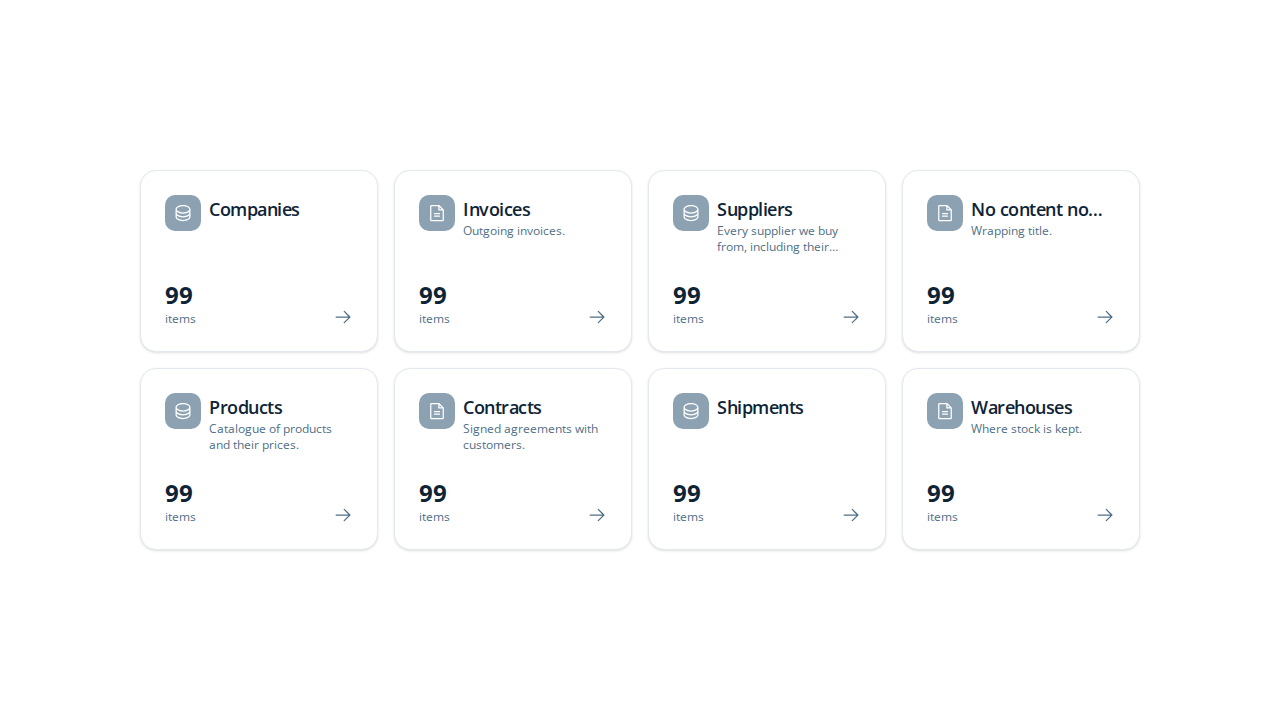 Companies
99
items
Invoices
Outgoing invoices.
99
items
Suppliers
Every supplier we buy
from, including their…
99
items
No content no…
Wrapping title.
99
items
Products
Catalogue of products
and their prices.
99
items
Contracts
Signed agreements with
customers.
99
items
Shipments
99
items
Warehouses
Where stock is kept.
99
items